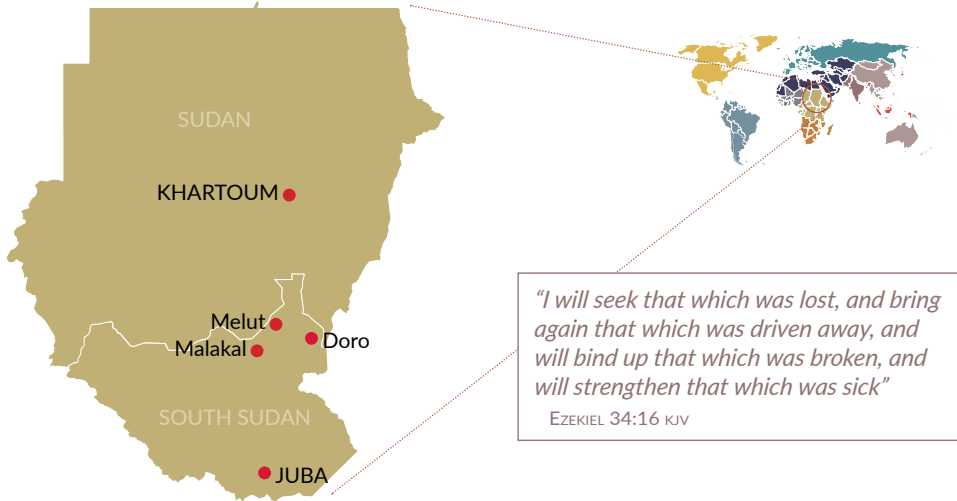 SUDAN
KHARTOUM
Melut
Doro
Malakal
SOUTH SUDAN
JUBA
“I will seek that which was lost, and bring
again that which was driven away, and
will bind up that which was broken, and
will strengthen that which was sick”
Ezekiel 34:16 KJV